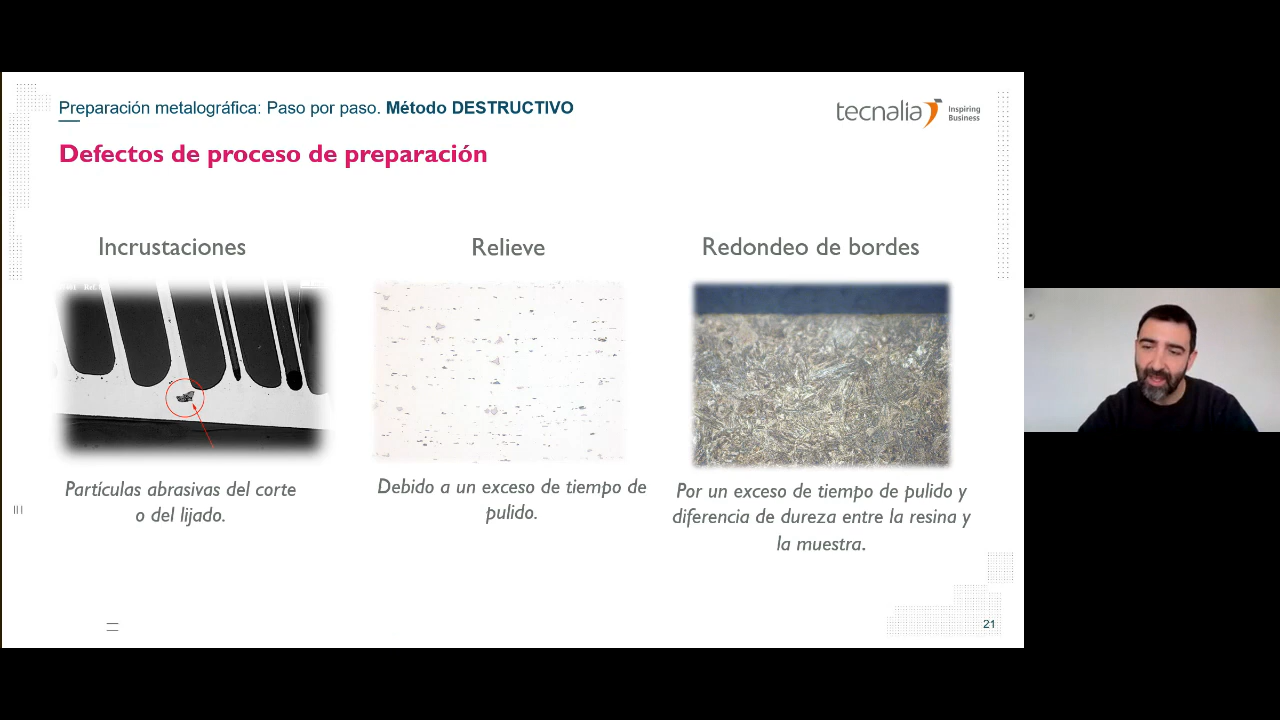 Preparación metalográfica: Paso por paso. Método DESTRUCTIVO
tecnalia Inspiring
Business
Defectos de proceso de preparación
Incrustaciones
Relieve
Redondeo de bordes
Partículas abrasivas del corte
o del lijado.
Debido a un exceso de tiempo de
pulido.
Por un exceso de tiempo de pulido y
diferencia de dureza entre la resina y
la muestra.
21